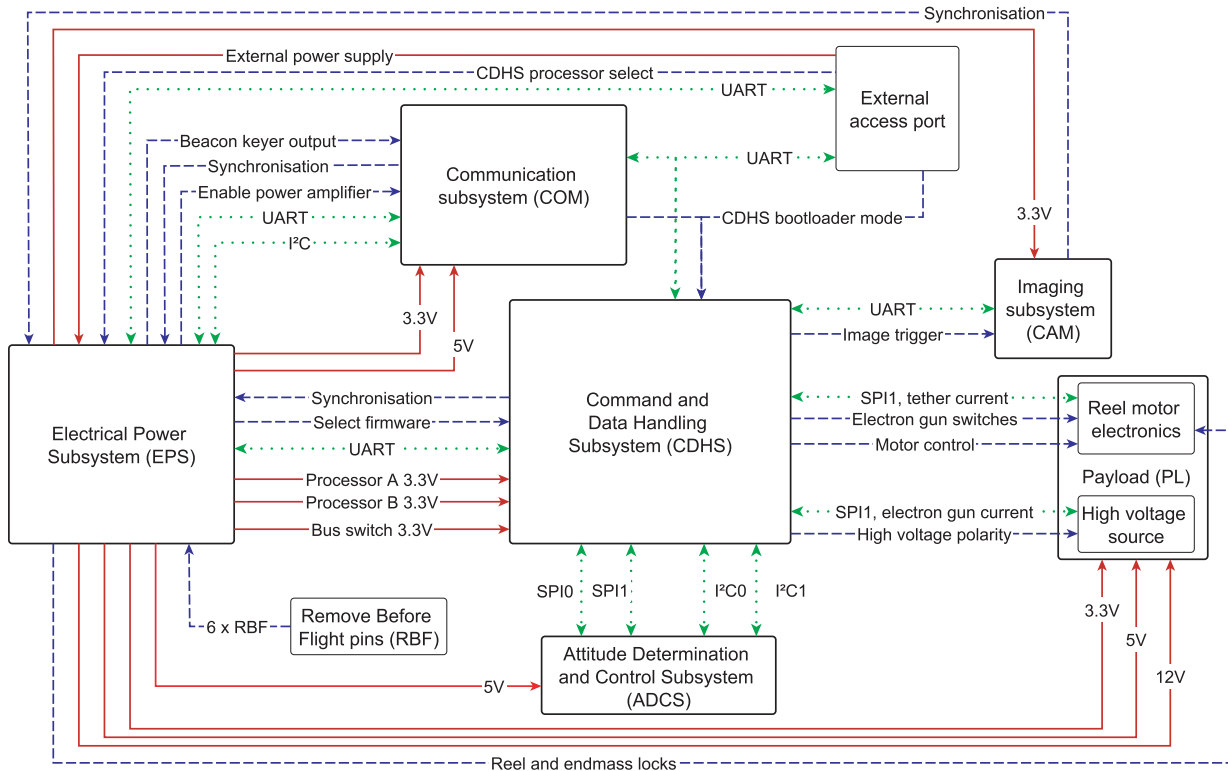 Synchronisation
External power supply
CDHS processor select
UART
External
access port
Beacon keyer output
Synchronisation
Enable power amplifier
UART
I²C
Communication
subsystem (COM)
UART
CDHS bootloader mode
3.3V
3.3V
5V
Imaging
subsystem
(CAM)
UART
Image trigger
Electrical Power
Subsystem (EPS)
Synchronisation
Select firmware
UART
Processor A 3.3V
Processor B 3.3V
Bus switch 3.3V
Command and
Data Handling
Subsystem (CDHS)
SPI1, tether current
Electron gun switches
Motor control
Reel motor
electronics
Payload (PL)
SPI1, electron gun current
High voltage polarity
High voltage
source
SPI0
SPI1
I²C0
I²C1
3.3V
5V
12V
6 x RBF
Remove Before
Flight pins (RBF)
5V
Attitude Determination
and Control Subsystem
(ADCS)
Reel and endmass locks